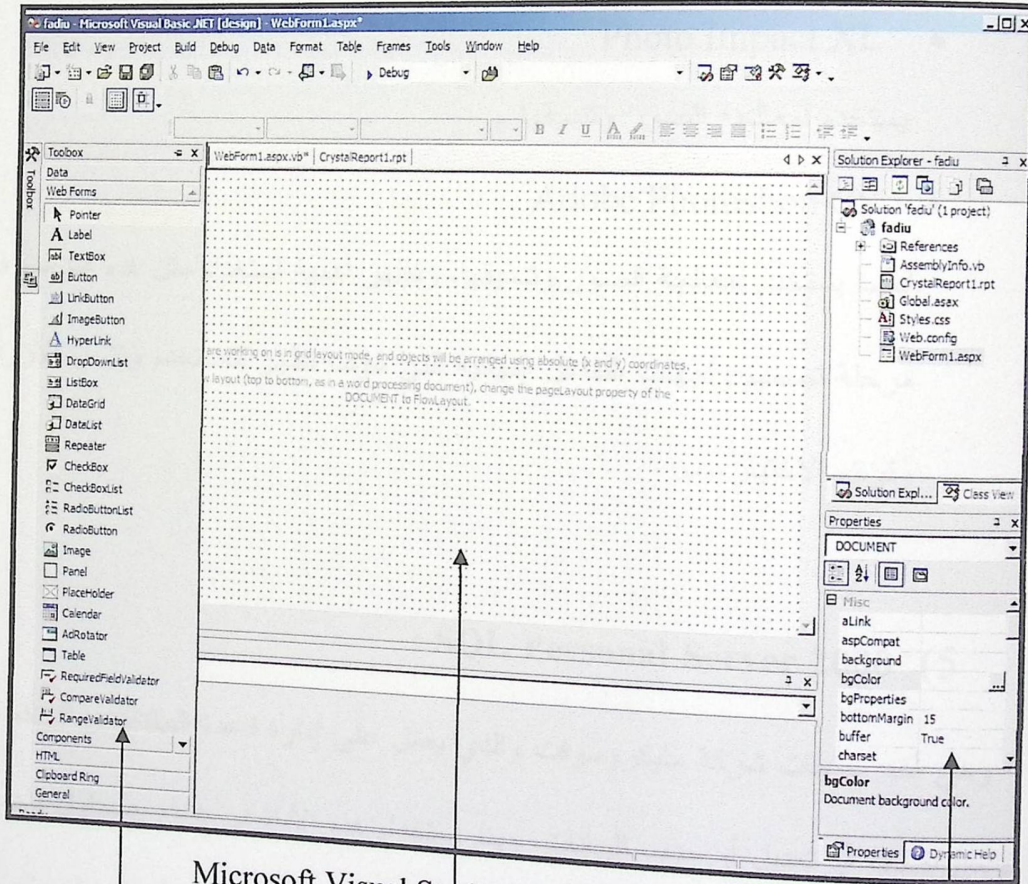 fadiu - Microsoft Visual Basic .NET [design] - WebForm1.aspx*
File Edit View Project Build Debug Data Format Table Frames Tools Window Help
Debug
B I U A
Toolbox
WebForm1.aspx.vb* CrystalReport1.rpt
Solution Explorer - fadiu
Toolbox
Data
Web Forms
Pointer
Label
TextBox
Button
LinkButton
ImageButton
HyperLink
DropDownList
ListBox
DataGrid
DataList
Repeater
CheckBox
CheckBoxList
RadioButtonList
RadioButton
Image
Panel
PlaceHolder
Calendar
AdRotator
Table
RequiredFieldValidator
CompareValidator
RangeValidator
Components
HTML
Clipboard Ring
General
are working on is in grid layout mode, and objects will be arranged using absolute (x and y) coordinates.
layout (top to bottom, as in a word processing document), change the pageLayout property of the
DOCUMENT to FlowLayout.
Solution 'fadiu' (1 project)
fadiu
References
AssemblyInfo.vb
CrystalReport1.rpt
Global.asax
Styles.css
Web.config
WebForm1.aspx
Solution Expl... Class View
Properties
DOCUMENT
Misc
aLink
aspCompat
background
bgColor
bgProperties
bottomMargin 15
buffer True
charset
bgColor
Document background color.
Properties Dynamic Help
Microsoft Visual